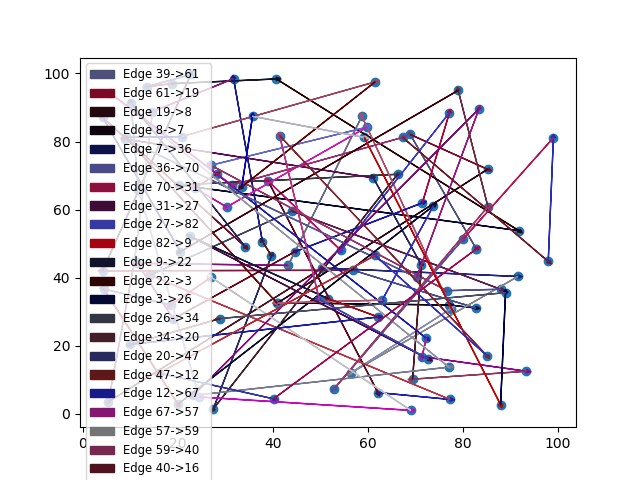 100
80
60
40
20
0
0
20
40
60
80
100
Edge 39->61
Edge 61->19
Edge 19->8
Edge 8->7
Edge 7->36
Edge 36->70
Edge 70->31
Edge 31->27
Edge 27->82
Edge 82->9
Edge 9->22
Edge 22->3
Edge 3->26
Edge 26->34
Edge 34->20
Edge 20->47
Edge 47->12
Edge 12->67
Edge 67->57
Edge 57->59
Edge 59->40
Edge 40->16